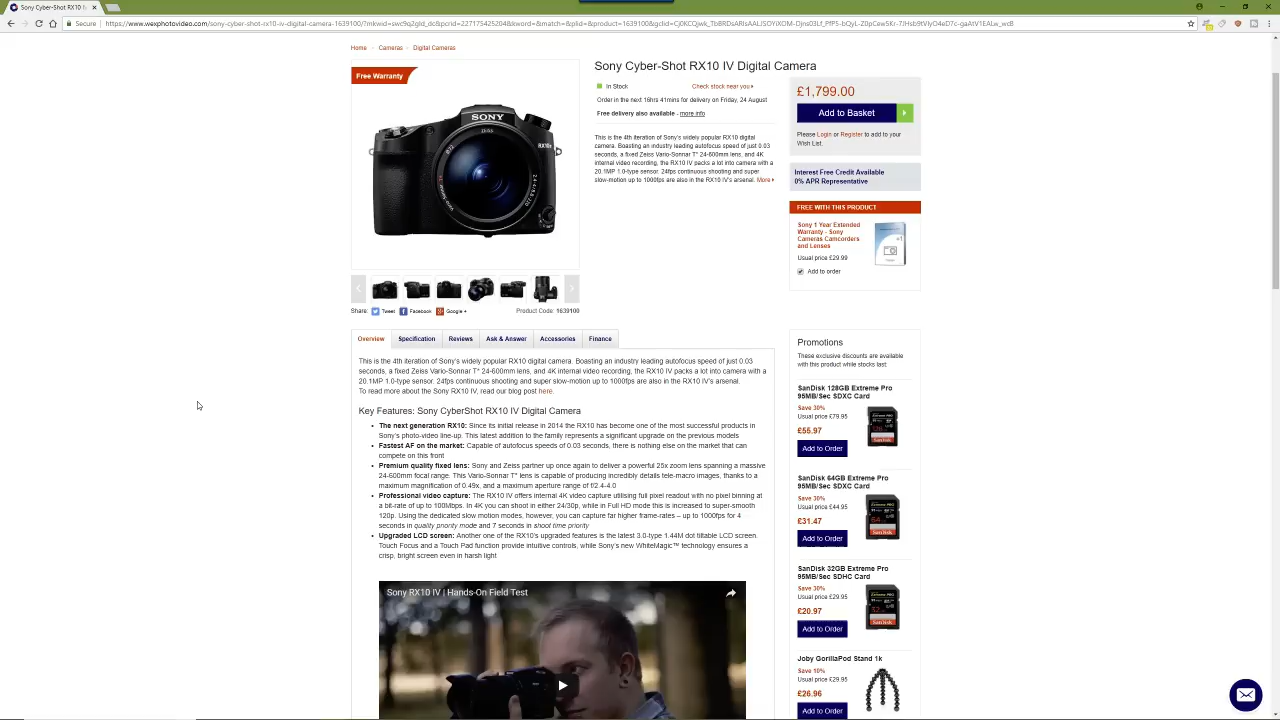 Sony Cyber-Shot RX10 IV I
Secure
Home
Cameras
Digital Cameras
Free Warranty
SONY
ZEISS
RX10IV
Share:
Tweet
Facebook
Google +
Product Code: 1639100
Sony Cyber-Shot RX10 IV Digital Camera
In Stock
Check stock near you
Order in the next 16hrs 41mins for delivery on Friday, 24 August
Free delivery also available - more info
This is the 4th iteration of Sony's widely popular RX10 digital
camera. Boasting an industry leading autofocus speed of just 0.03
seconds, a fixed Zeiss Vario-Sonnar T* 24-600mm lens, and 4K
internal video recording, the RX10 IV packs a lot into camera with a
20.1MP 1.0-type sensor. 24fps continuous shooting and super
slow-motion up to 1000fps are also in the RX10 IV's arsenal. More
£1,799.00
Add to Basket
Please Login or Register to add to your
Wish List.
Interest Free Credit Available
0% APR Representative
FREE WITH THIS PRODUCT
Sony 1 Year Extended
Warranty - Sony
Cameras Camcorders
and Lenses
Usual price £29.99
Add to order
Overview
Specification
Reviews
Ask & Answer
Accessories
Finance
This is the 4th iteration of Sony's widely popular RX10 digital camera. Boasting an industry leading autofocus speed of just 0.03
seconds, a fixed Zeiss Vario-Sonnar T* 24-600mm lens, and 4K internal video recording, the RX10 IV packs a lot into camera with a
20.1MP 1.0-type sensor. 24fps continuous shooting and super slow-motion up to 1000fps are also in the RX10 IV's arsenal.
To read more about the Sony RX10 IV, read our blog post here.
Key Features: Sony CyberShot RX10 IV Digital Camera
The next generation RX10: Since its initial release in 2014 the RX10 has become one of the most successful products in
Sony's photo-video line-up. This latest addition to the family represents a significant upgrade on the previous models
Fastest AF on the market: Capable of autofocus speeds of 0.03 seconds, there is nothing else on the market that can
compete on this front
Premium quality fixed lens: Sony and Zeiss partner up once again to deliver a powerful 25x zoom lens spanning a massive
24-600mm focal range. This Vario-Sonnar T* lens is capable of producing incredibly details tele-macro images, thanks to a
maximum magnification of 0.49x, and a maximum aperture range of f/2.4-4.0
Professional video capture: The RX10 IV offers internal 4K video capture utilising full pixel readout with no pixel binning at
a bit-rate of up to 100Mbps. In 4K you can shoot in either 24/30p, while in Full HD mode this is increased to super-smooth
120p. Using the dedicated slow motion modes, however, you can capture for higher frame-rates – up to 1000fps for 4
seconds in quality priority mode and 7 seconds in shoot time priority
Upgraded LCD screen: Another one of the RX10's upgraded features is the latest 3.0-type 1.44M dot tiltable LCD screen.
Touch Focus and a Touch Pad function provide intuitive controls, while Sony's new WhiteMagic™ technology ensures a
crisp, bright screen even in harsh light
Sony RX10 IV | Hands-On Field Test
Promotions
These exclusive discounts are available
with this product while stocks last:
SanDisk 128GB Extreme Pro
95MB/Sec SDXC Card
Save 30%
Usual price £79.95
£55.97
Add to Order
SanDisk 64GB Extreme Pro
95MB/Sec SDXC Card
Save 30%
Usual price £44.95
£31.47
Add to Order
SanDisk 32GB Extreme Pro
95MB/Sec SDHC Card
Save 30%
Usual price £29.95
£20.97
Add to Order
Joby GorillaPod Stand 1k
Save 10%
Usual price £29.95
£26.96
Add to Order